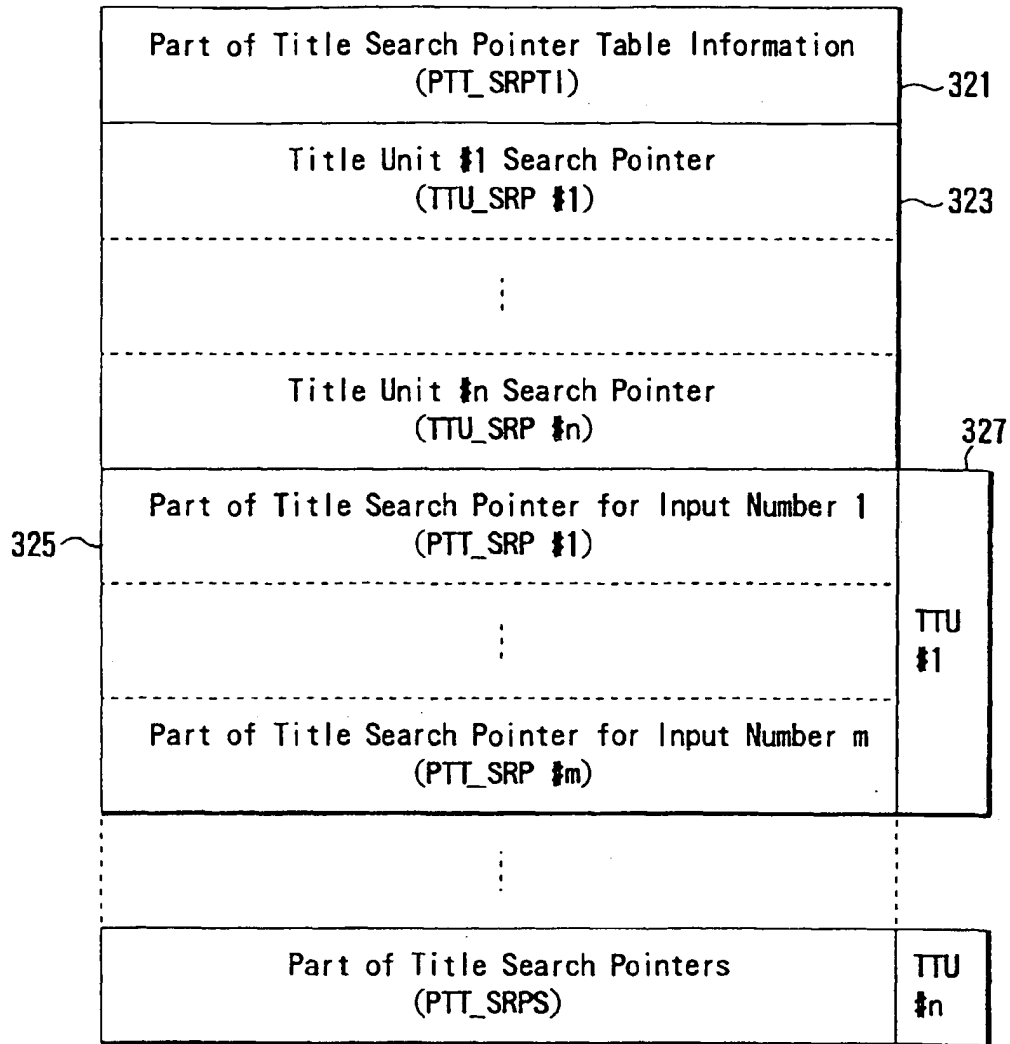 Part of Title Search Pointer Table Information
(PTT_SRPTI)
321
Title Unit #1 Search Pointer
(TTU_SRP #1)
323
Title Unit #n Search Pointer
(TTU_SRP #n)
327
Part of Title Search Pointer for Input Number 1
(PTT_SRP #1)
325
TTU
#1
Part of Title Search Pointer for Input Number m
(PTT_SRP #m)
Part of Title Search Pointers
(PTT_SRPS)
TTU
#n